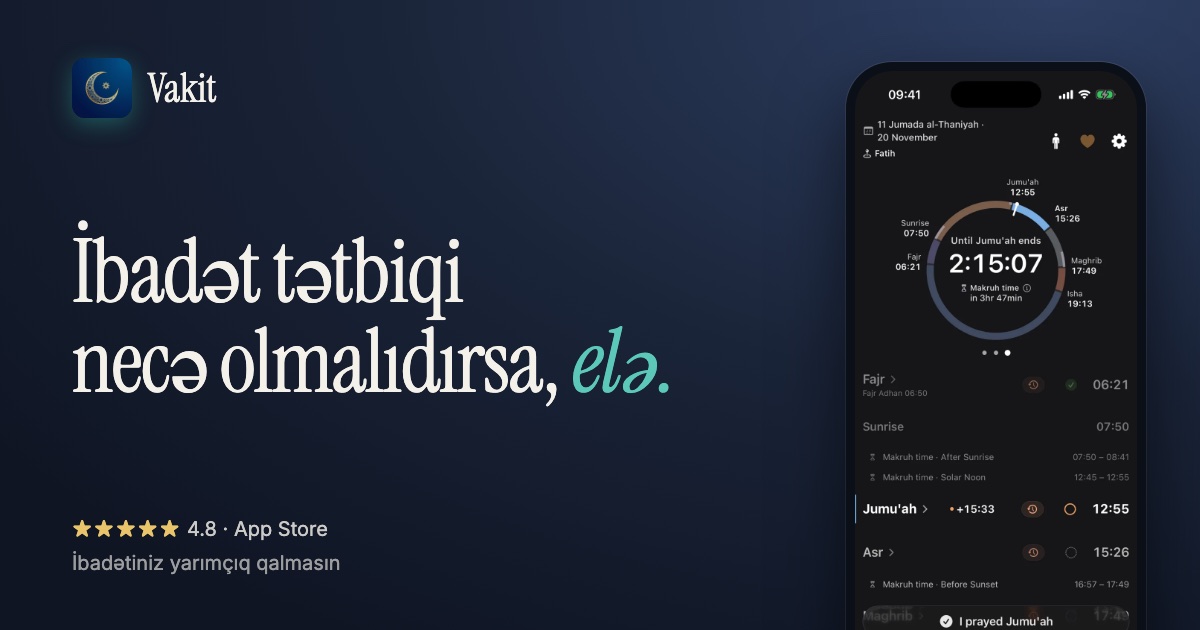 Vakit
İbadət tətbiqi
necə olmalıdırsa, elə.
4.8 · App Store
İbadətiniz yarımçıq qalmasın
09:41
11 Jumada al-Thaniyah ·
20 November
Fatih
Jumu'ah
12:55
Asr
15:26
Sunrise
07:50
Fajr
06:21
Maghrib
17:49
Isha
19:13
Until Jumu'ah ends
2:15:07
Makruh time
in 3hr 47min
Fajr 06:21
Fajr Adhan 06:50
Sunrise 07:50
Makruh time · After Sunrise 07:50 – 08:41
Makruh time · Solar Noon 12:45 – 12:55
Jumu'ah +15:33 12:55
Asr 15:26
Makruh time · Before Sunset 16:57 – 17:49
Maghrib 17:49
I prayed Jumu'ah